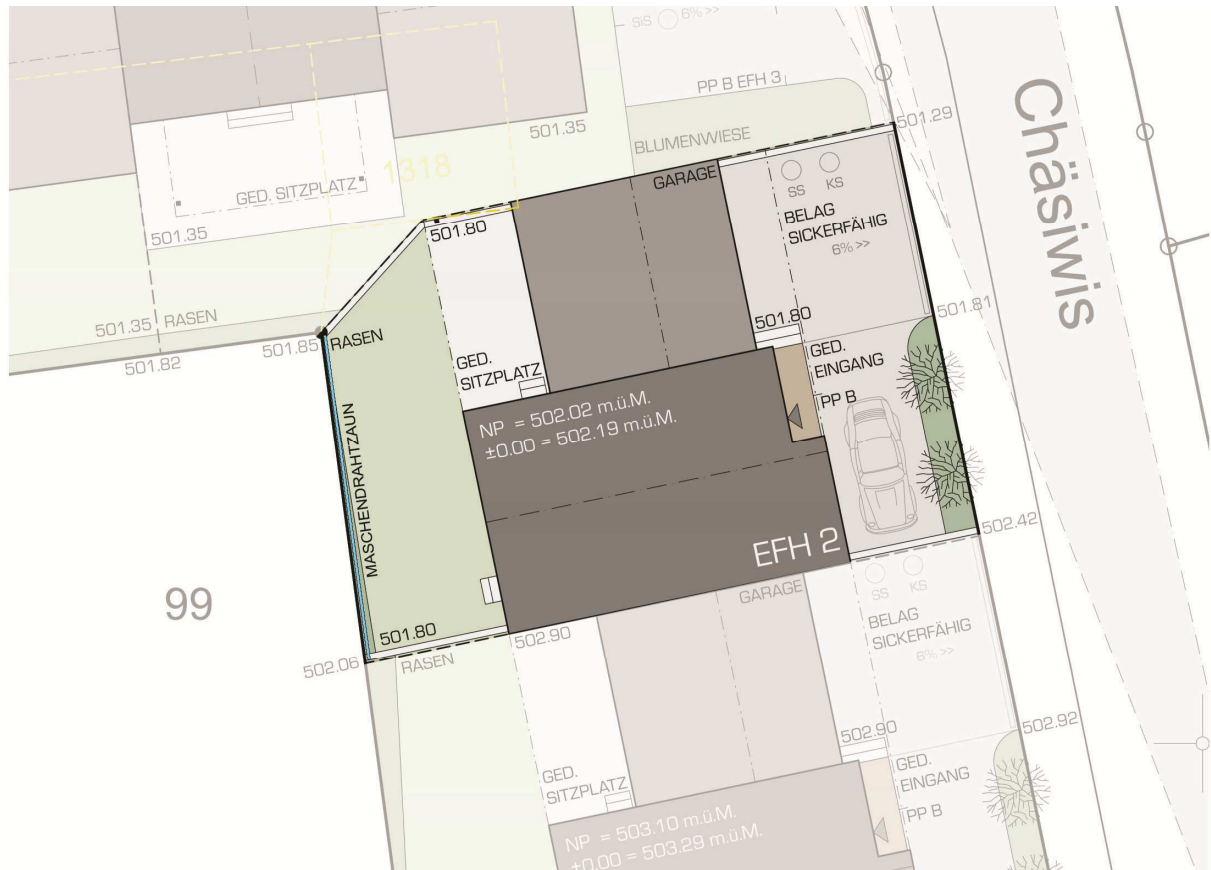 SiS 6% >>
PP B EFH 3
501.29
BLUMENWIESE
501.35
1318
GED. SITZPLATZ
501.35
GARAGE
SS KS
BELAG
SICKERFÄHIG
6% >>
Chäsiwis
501.80
501.35 RASEN
501.82
501.85
RASEN
501.81
501.80
GED.
EINGANG
PP B
GED.
SITZPLATZ
NP = 502.02 m.ü.M.
±0.00 = 502.19 m.ü.M.
MASCHENDRAHTZAUN
EFH 2
502.42
99
501.80
502.06
RASEN
502.90
GARAGE
SS KS
BELAG
SICKERFÄHIG
6% >>
502.92
502.90
GED.
EINGANG
PP B
GED.
SITZPLATZ
NP = 503.10 m.ü.M.
±0.00 = 503.29 m.ü.M.